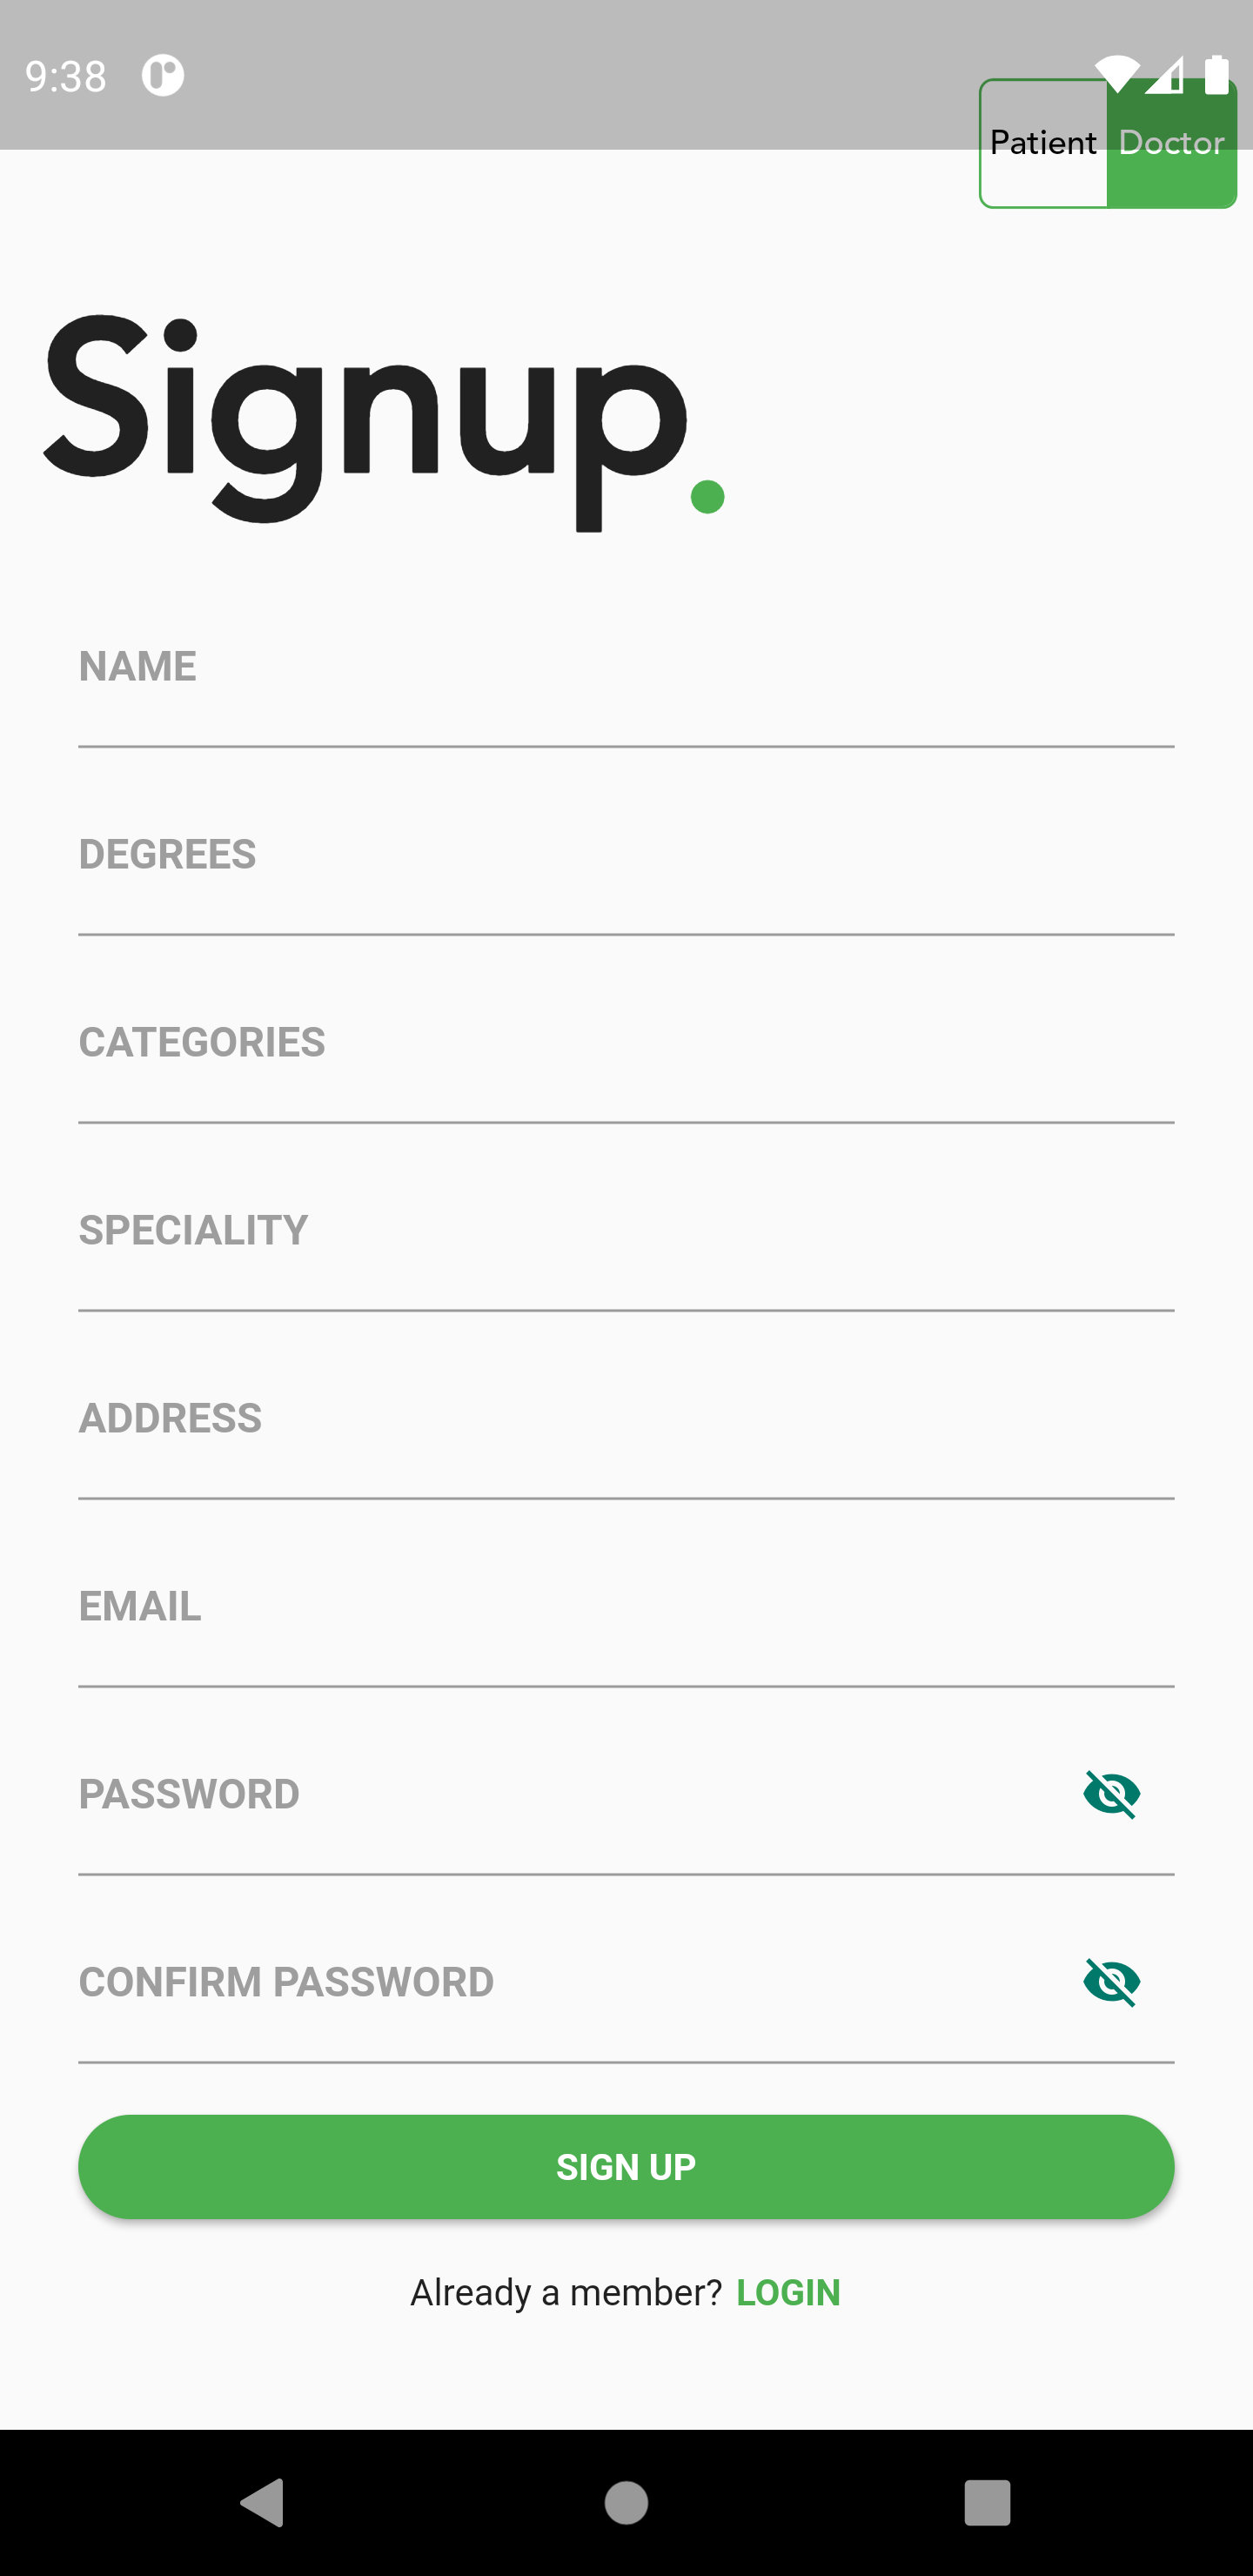 9:38
Patient Doctor
Signup.
NAME
DEGREES
CATEGORIES
SPECIALITY
ADDRESS
EMAIL
PASSWORD
CONFIRM PASSWORD
SIGN UP
Already a member? LOGIN